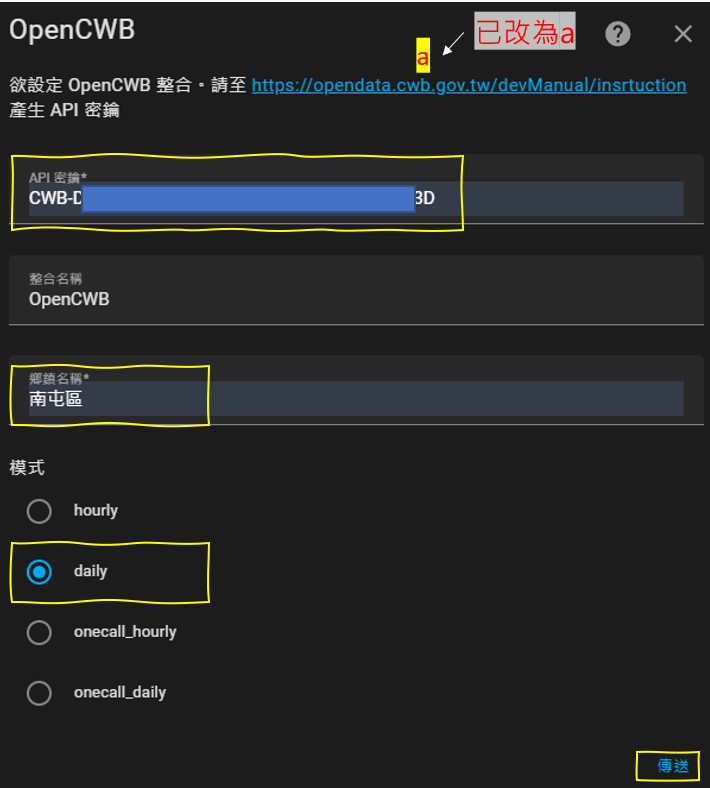 OpenCWB
已改為a
a
欲設定 OpenCWB 整合。請至 https://opendata.cwb.gov.tw/devManual/insrtuction
產生 API 密鑰
API 密鑰*
CWB-D 3D
整合名稱
OpenCWB
鄉鎮名稱*
南屯區
模式
hourly
daily
onecall_hourly
onecall_daily
傳送